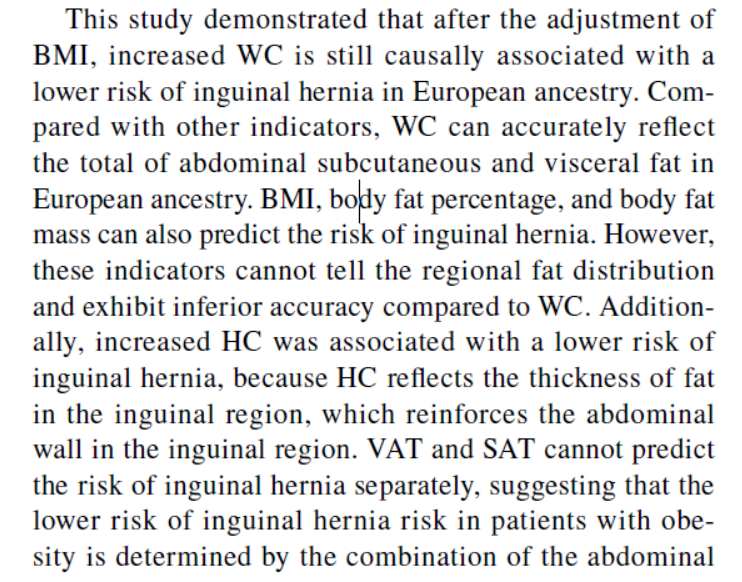 This study demonstrated that after the adjustment of
BMI, increased WC is still causally associated with a
lower risk of inguinal hernia in European ancestry. Com-
pared with other indicators, WC can accurately reflect
the total of abdominal subcutaneous and visceral fat in
European ancestry. BMI, body fat percentage, and body fat
mass can also predict the risk of inguinal hernia. However,
these indicators cannot tell the regional fat distribution
and exhibit inferior accuracy compared to WC. Addition-
ally, increased HC was associated with a lower risk of
inguinal hernia, because HC reflects the thickness of fat
in the inguinal region, which reinforces the abdominal
wall in the inguinal region. VAT and SAT cannot predict
the risk of inguinal hernia separately, suggesting that the
lower risk of inguinal hernia risk in patients with obe-
sity is determined by the combination of the abdominal